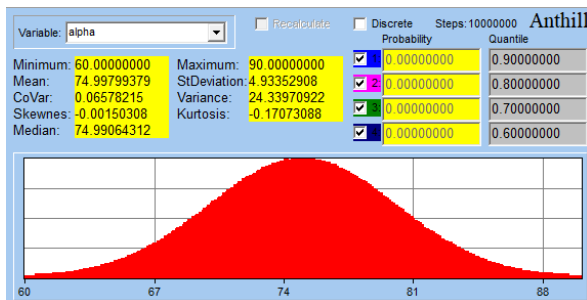 Recalculate Discrete Steps: 10000000 Anthill
Variable: alpha
Probability Quantile
Minimum: 60.00000000 Maximum: 90.00000000 1 0.00000000 0.90000000
Mean: 74.99799379 StDeviation: 4.93352908 2 0.00000000 0.80000000
CoVar: 0.06578215 Variance: 24.33970922 3 0.00000000 0.70000000
Skewnes: -0.00150308 Kurtosis: -0.17073088 0.00000000 0.60000000
Median: 74.99064312
60 67 74 81 88